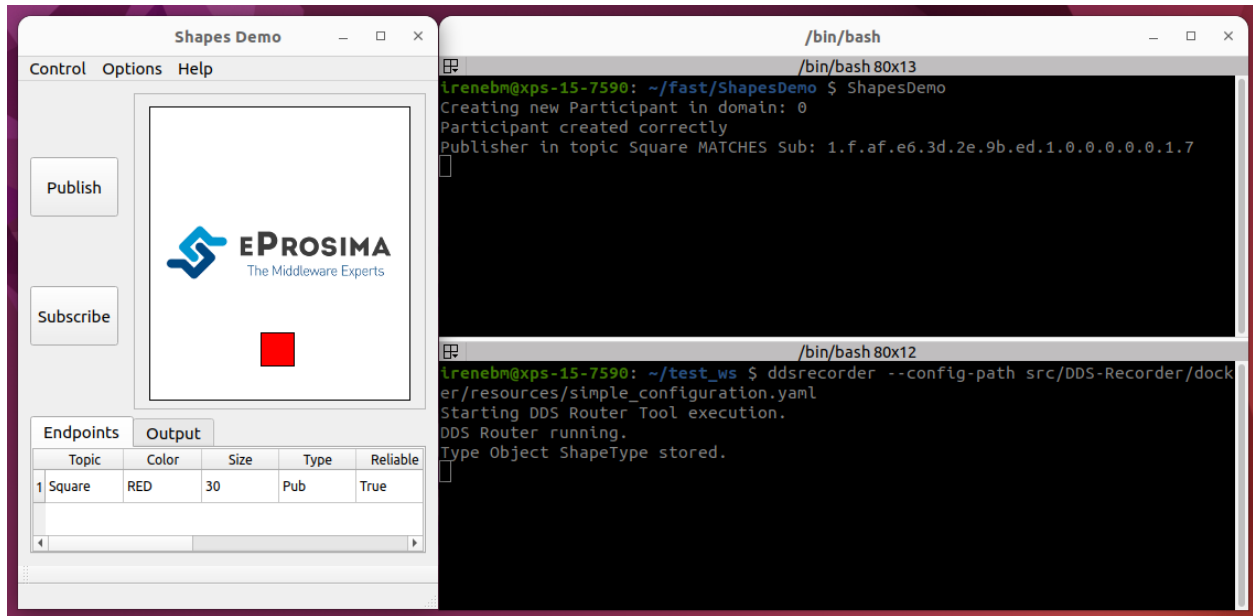 Shapes Demo
Control Options Help
Publish
Subscribe
EPROSIMA
The Middleware Experts
Endpoints Output
Topic Color Size Type Reliable
1 Square RED 30 Pub True
/bin/bash
/bin/bash 80x13
irenebm@xps-15-7590: ~/fast/ShapesDemo $ ShapesDemo
Creating new Participant in domain: 0
Participant created correctly
Publisher in topic Square MATCHES Sub: 1.f.af.e6.3d.2e.9b.ed.1.0.0.0.0.0.1.7
/bin/bash 80x12
irenebm@xps-15-7590: ~/test_ws $ ddsrecorder --config-path src/DDS-Recorder/dock
er/resources/simple_configuration.yaml
Starting DDS Router Tool execution.
DDS Router running.
Type Object ShapeType stored.